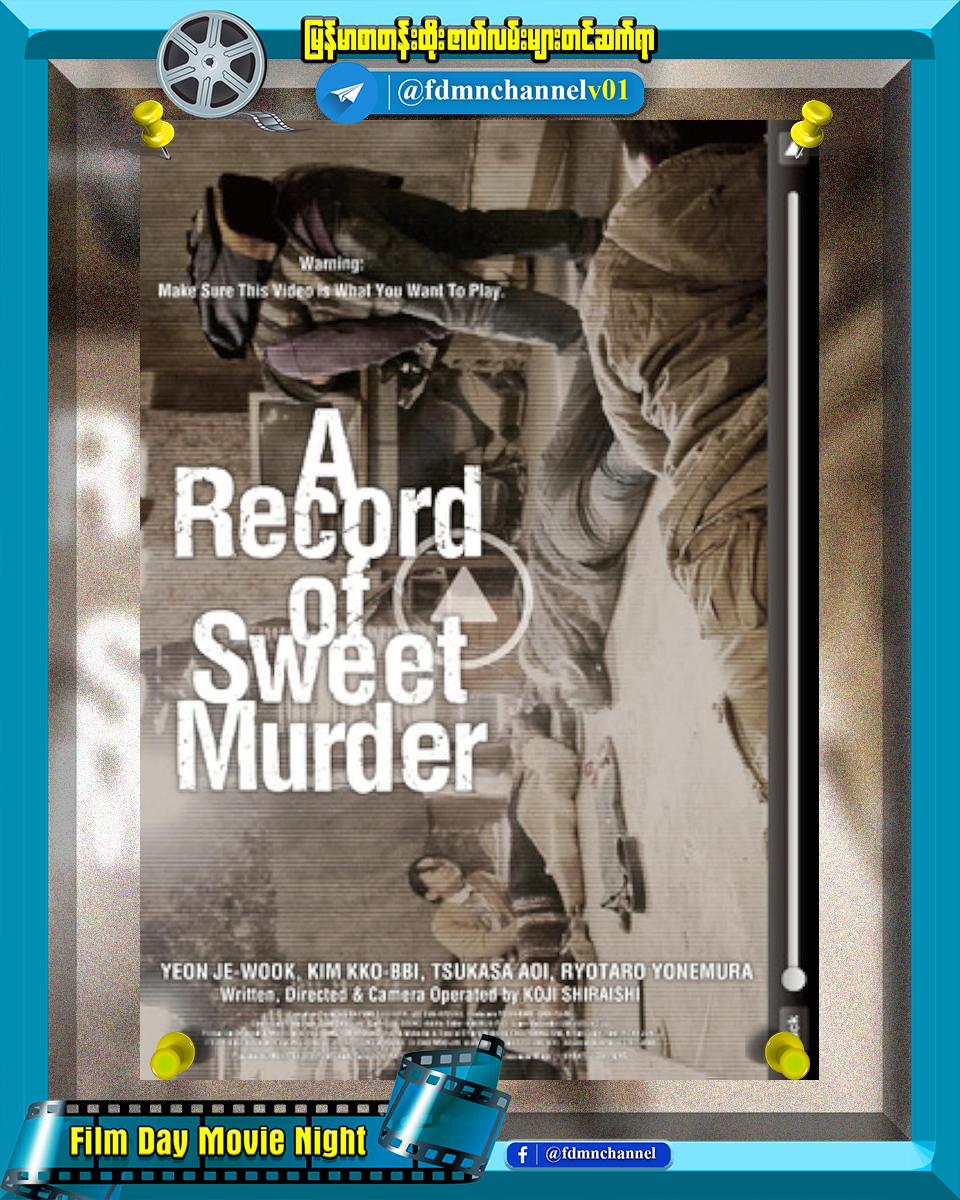 မြန်မာစာတန်းထိုးဇာတ်လမ်းများတင်ဆက်ရာ
@fdmnchannelv01
Warning:
Make Sure This Video is What You Want To Play.
A
Record
of
Sweet
Murder
YEON JE-WOOK, KIM KKO-BBI, TSUKASA AOI, RYOTARO YONEMURA
Written, Directed & Camera Operated by KOJI SHIRAISHI
Film Day Movie Night
@fdmnchannel